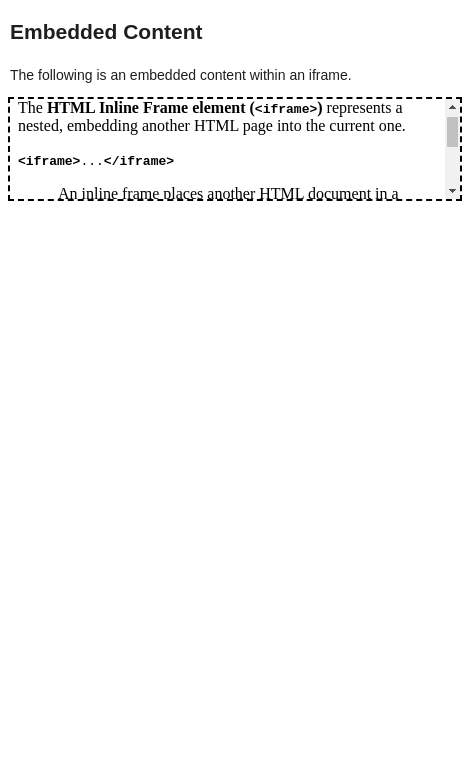 Embedded Content
The following is an embedded content within an iframe.
The HTML Inline Frame element (<iframe>) represents a
nested, embedding another HTML page into the current one.
<iframe>...</iframe>
An inline frame places another HTML document in a